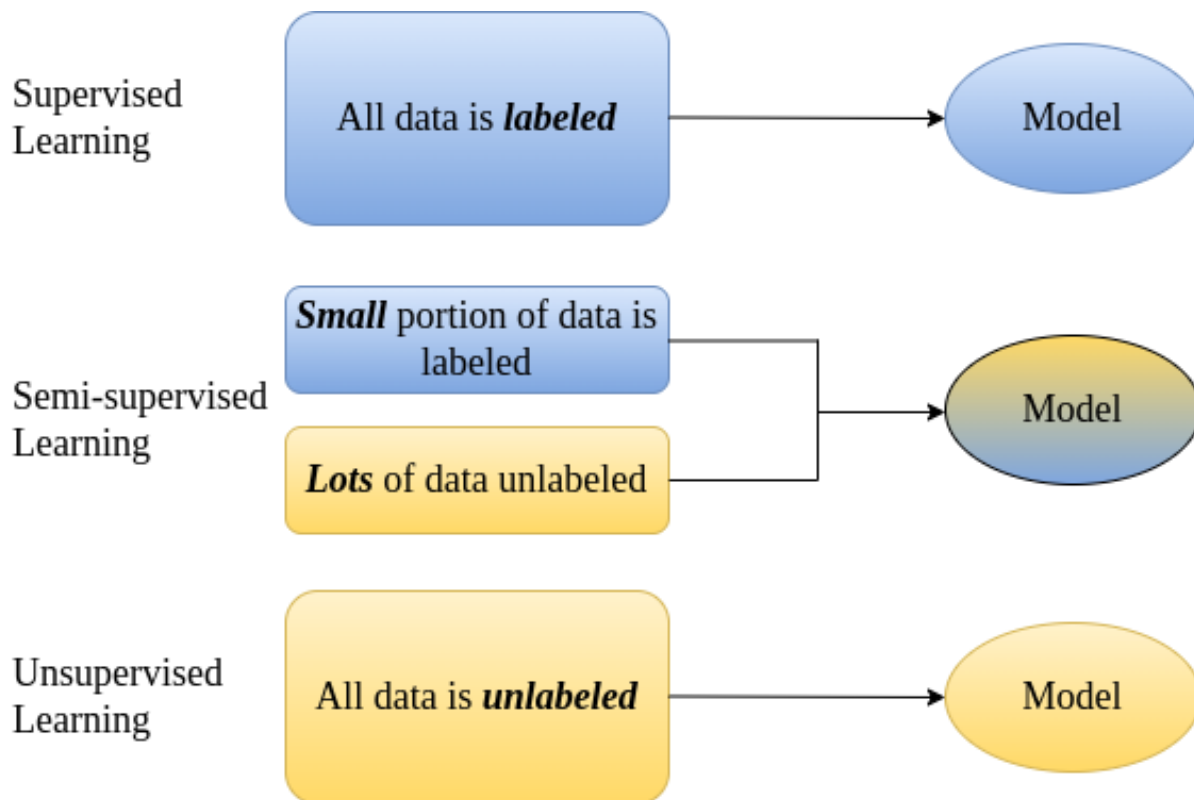 Supervised
Learning
All data is labeled
Model
Small portion of data is
labeled
Semi-supervised
Learning
Lots of data unlabeled
Model
Unsupervised
Learning
All data is unlabeled
Model